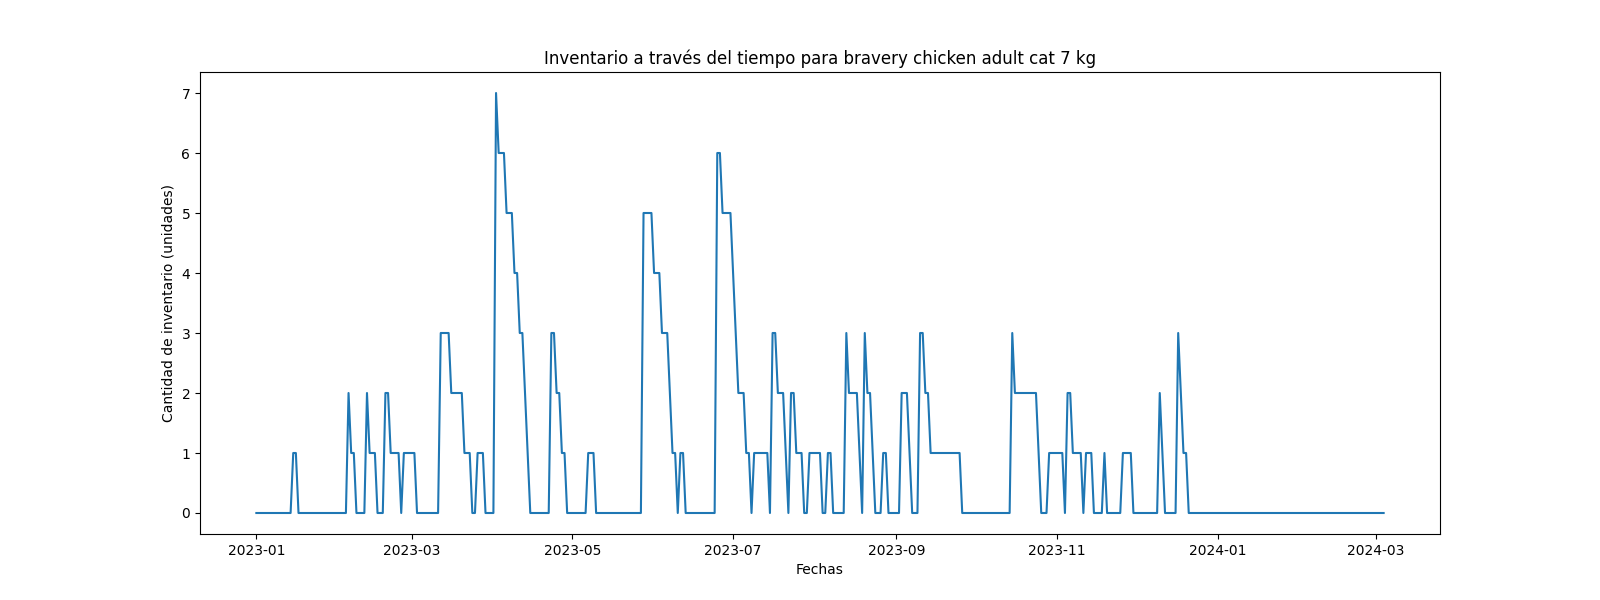 Inventario a través del tiempo para bravery chicken adult cat 7 kg
Cantidad de inventario (unidades)
7
6
5
4
3
2
1
0
2023-01 2023-03 2023-05 2023-07 2023-09 2023-11 2024-01 2024-03
Fechas